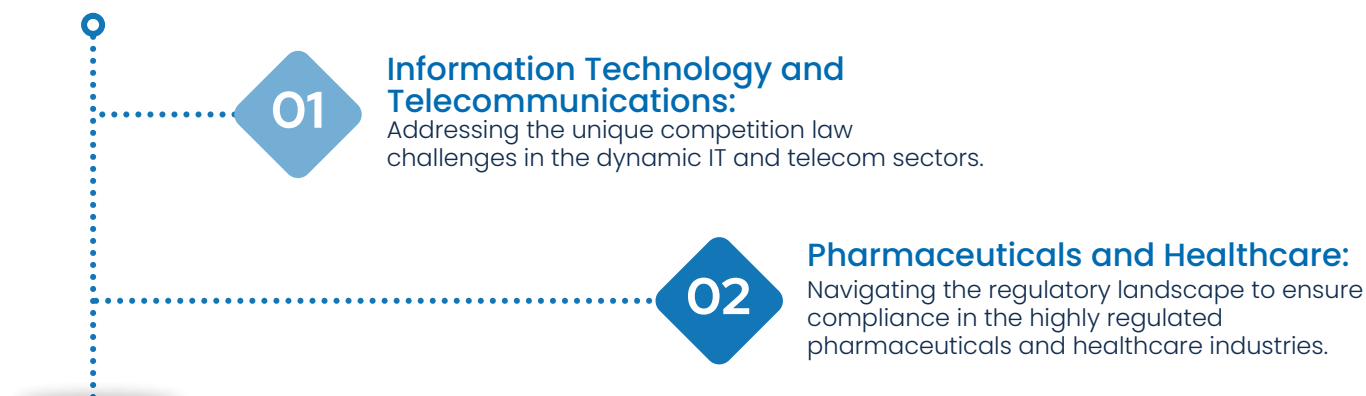 01
Information Technology and
Telecommunications:
Addressing the unique competition law
challenges in the dynamic IT and telecom sectors.
02
Pharmaceuticals and Healthcare:
Navigating the regulatory landscape to ensure
compliance in the highly regulated
pharmaceuticals and healthcare industries.